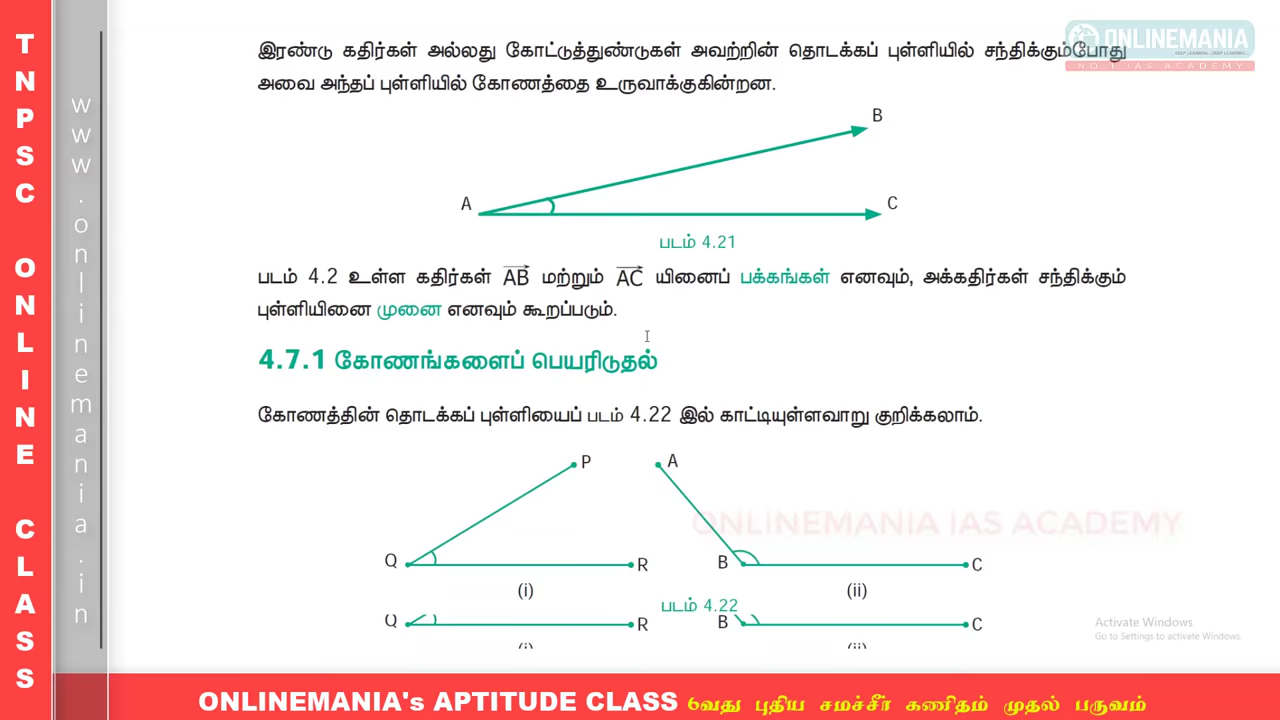 TNPSC ONLINE CLASS
www.onlinemania.in
ONLINEMANIA
NO.1 IAS ACADEMY
இரண்டு கதிர்கள் அல்லது கோட்டுத்துண்டுகள் அவற்றின் தொடக்கப் புள்ளியில் சந்திக்கும்போது
அவை அந்தப் புள்ளியில் கோணத்தை உருவாக்குகின்றன.
B
A
C
படம் 4.21
படம் 4.2 உள்ள கதிர்கள் AB மற்றும் AC யினைப் பக்கங்கள் எனவும், அக்கதிர்கள் சந்திக்கும்
புள்ளியினை முனை எனவும் கூறப்படும்.
4.7.1 கோணங்களைப் பெயரிடுதல்
கோணத்தின் தொடக்கப் புள்ளியைப் படம் 4.22 இல் காட்டியுள்ளவாறு குறிக்கலாம்.
P A
ONLINEMANIA IAS ACADEMY
Q R B C
(i) (ii)
படம் 4.22
Q R B C
(i) (ii)
Activate Windows
Go to Settings to activate Windows.
ONLINEMANIA's APTITUDE CLASS 6வது புதிய சமச்சீர் கணிதம் முதல் பருவம்